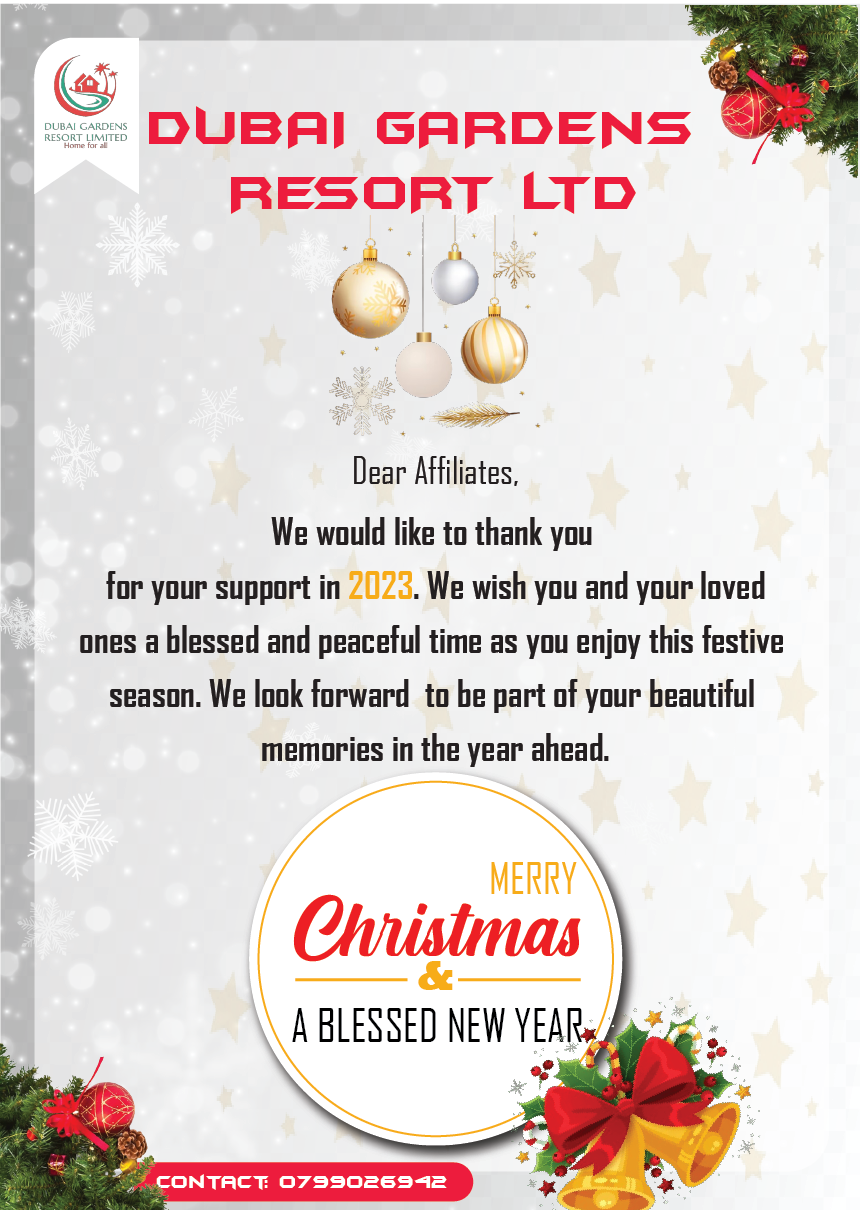 DUBAI GARDENS
RESORT LIMITED
Home for all
DUBAI GARDENS
RESORT LTD
Dear Affiliates,
We would like to thank you
for your support in 2023. We wish you and your loved
ones a blessed and peaceful time as you enjoy this festive
season. We look forward to be part of your beautiful
memories in the year ahead.
MERRY
Christmas
&
A BLESSED NEW YEAR.
CONTACT: 0799026942